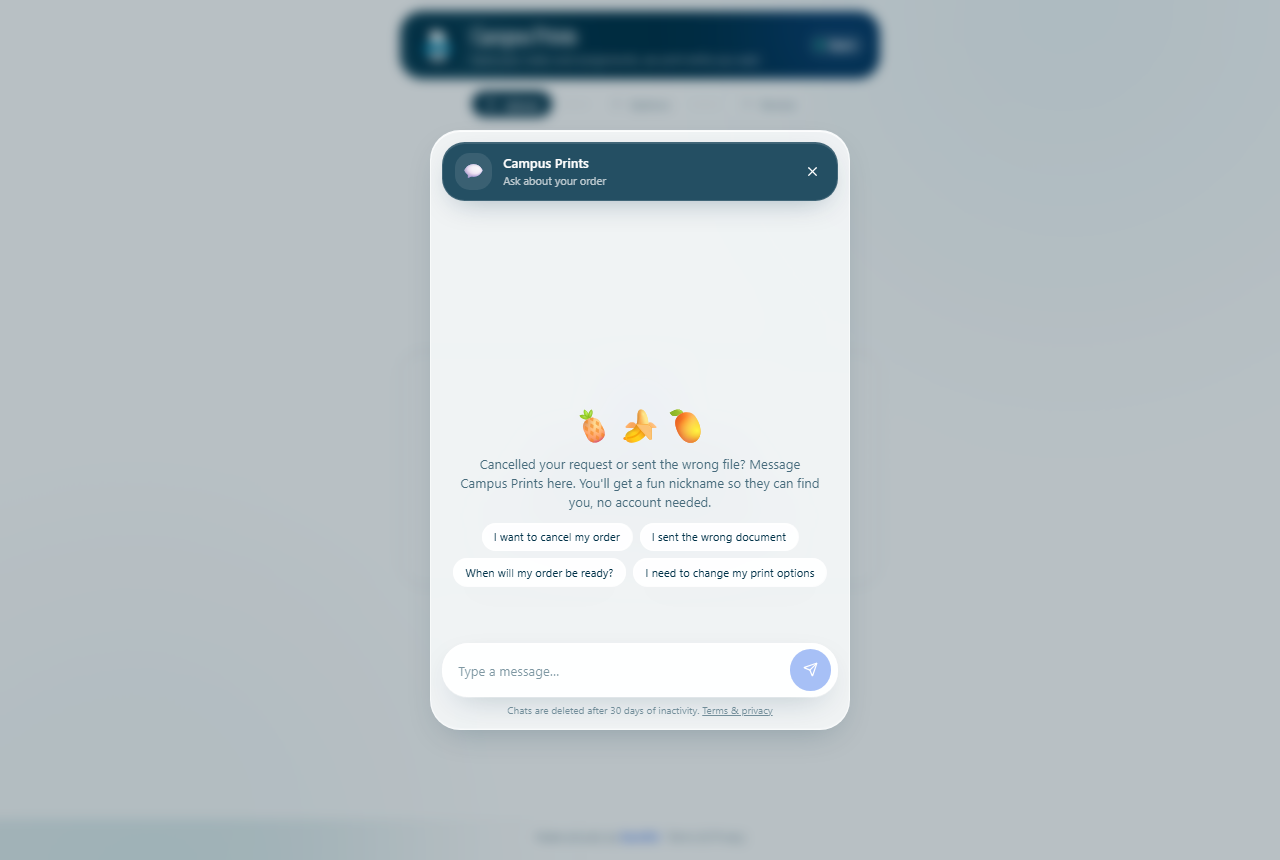 Campus Prints
Ask about your order
Cancelled your request or sent the wrong file? Message
Campus Prints here. You'll get a fun nickname so they can find
you, no account needed.
I want to cancel my order
I sent the wrong document
When will my order be ready?
I need to change my print options
Type a message...
Chats are deleted after 30 days of inactivity. Terms & privacy